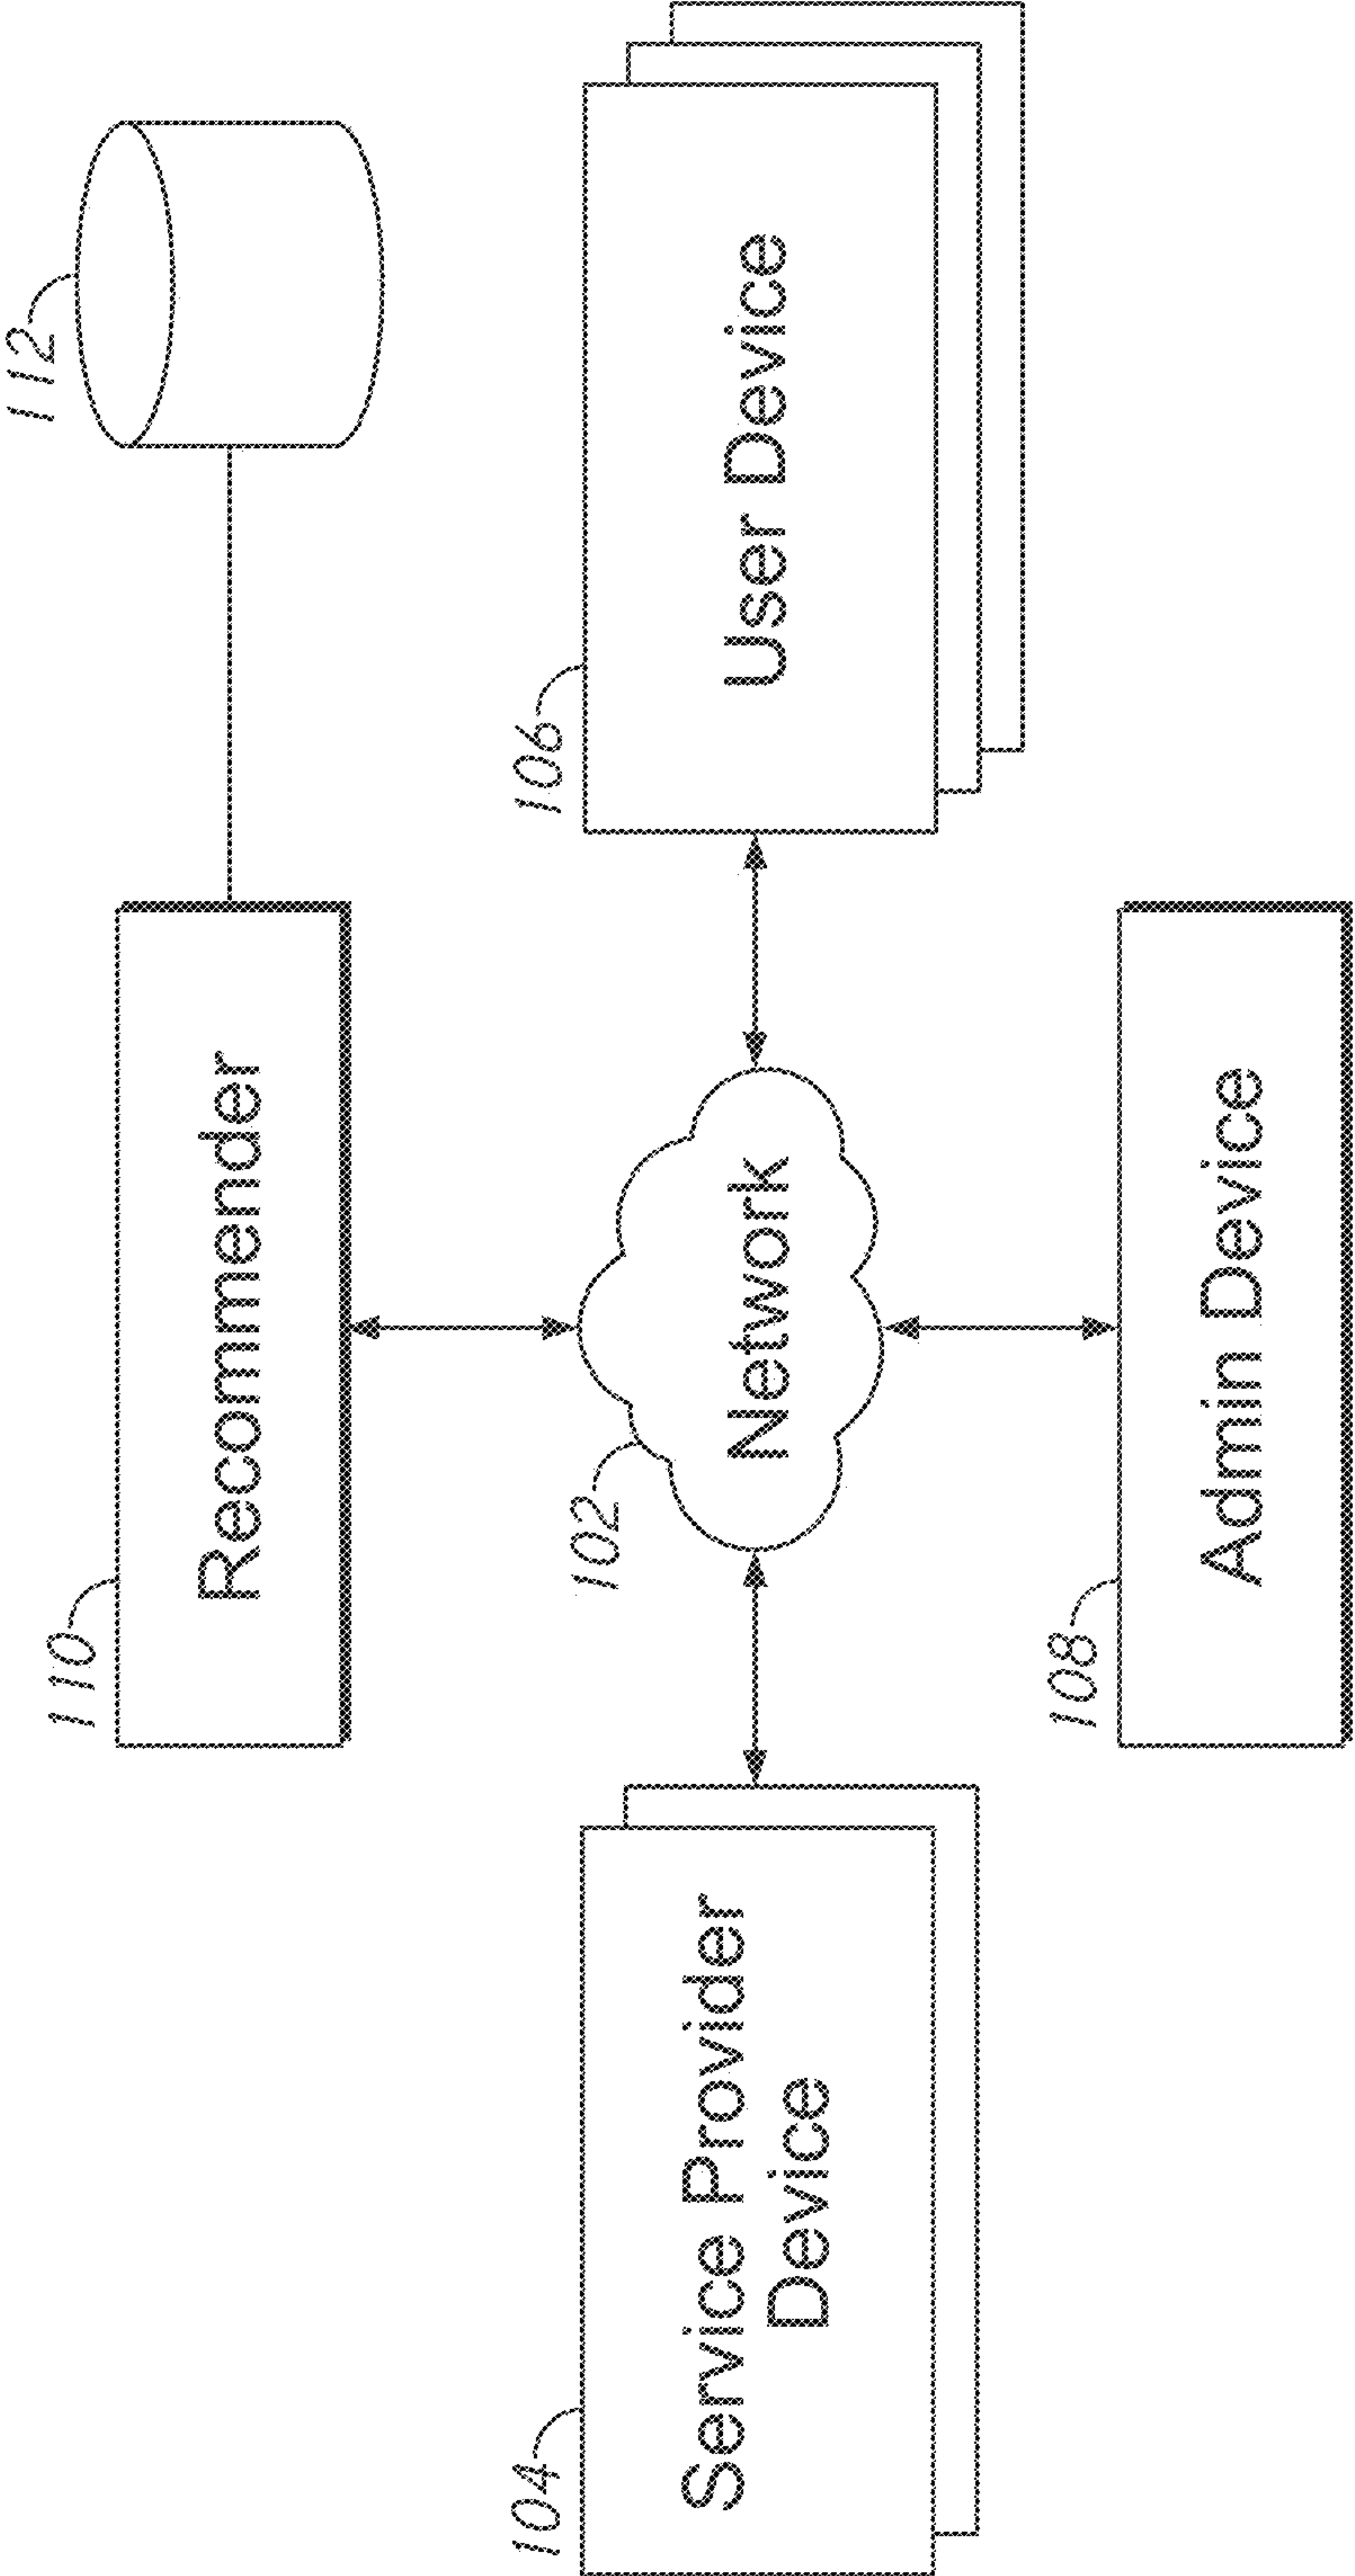 112
110
Recommender
106
User Device
102
Network
104
Service Provider
Device
108
Admin Device